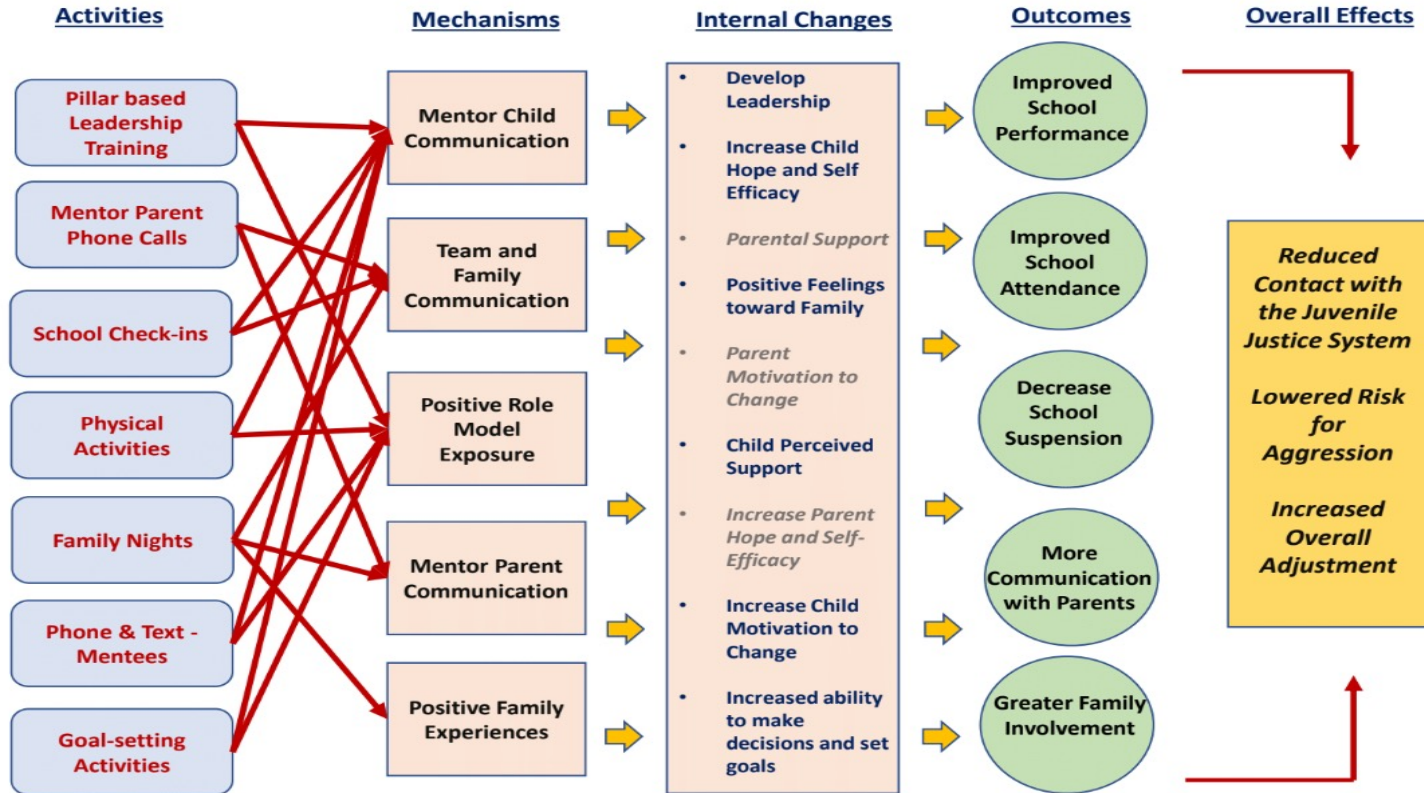 Activities
Mechanisms
Internal Changes
Outcomes
Overall Effects
Pillar based
Leadership
Training
Mentor Parent
Phone Calls
School Check-ins
Physical
Activities
Family Nights
Phone & Text -
Mentees
Goal-setting
Activities
Mentor Child
Communication
Team and
Family
Communication
Positive Role
Model
Exposure
Mentor Parent
Communication
Positive Family
Experiences
• Develop
Leadership
• Increase Child
Hope and Self
Efficacy
• Parental Support
• Positive Feelings
toward Family
• Parent
Motivation to
Change
• Child Perceived
Support
• Increase Parent
Hope and Self-
Efficacy
• Increase Child
Motivation to
Change
• Increased ability
to make
decisions and set
goals
Improved
School
Performance
Improved
School
Attendance
Decrease
School
Suspension
More
Communication
with Parents
Greater Family
Involvement
Reduced
Contact with
the Juvenile
Justice System
Lowered Risk
for
Aggression
Increased
Overall
Adjustment